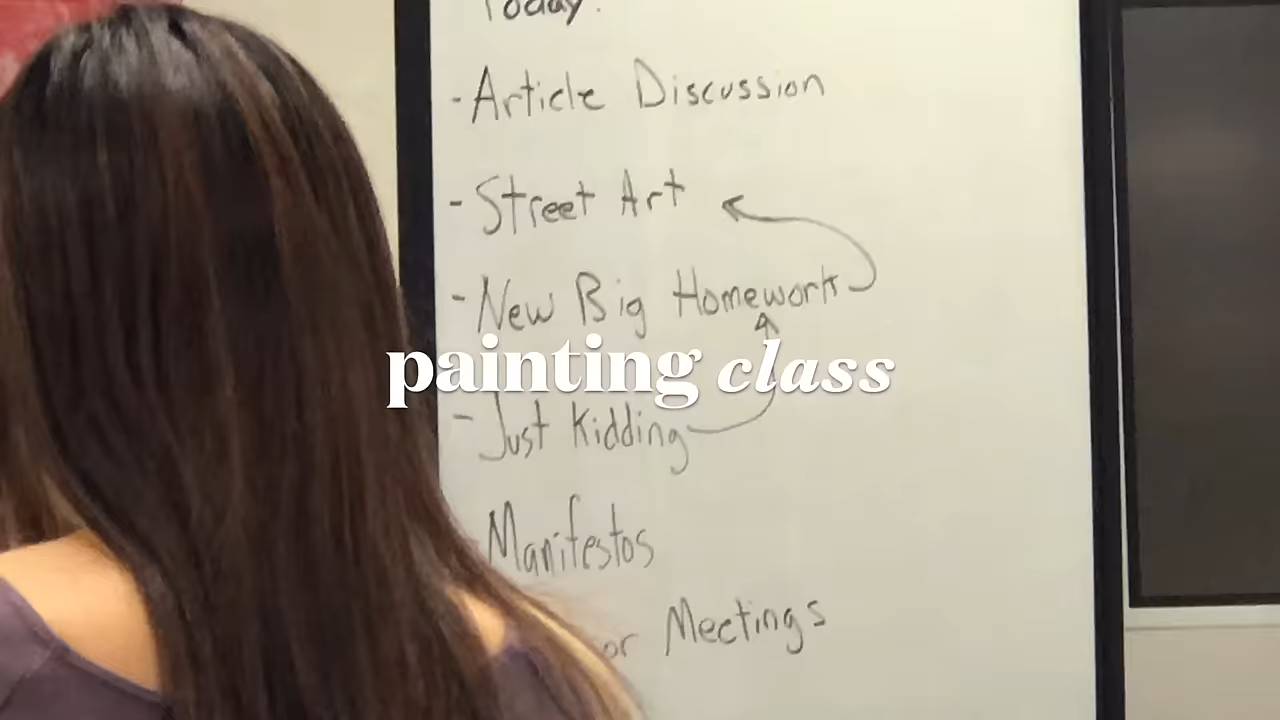 Today:
- Article Discussion
- Street Art
- New Big Homework
painting class
- Just Kidding
Manifestos
Meetings